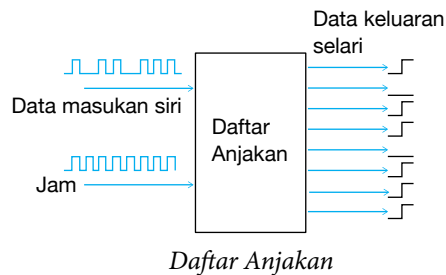 Data keluaran
selari
Data masukan siri
Daftar
Anjakan
Jam
Daftar Anjakan